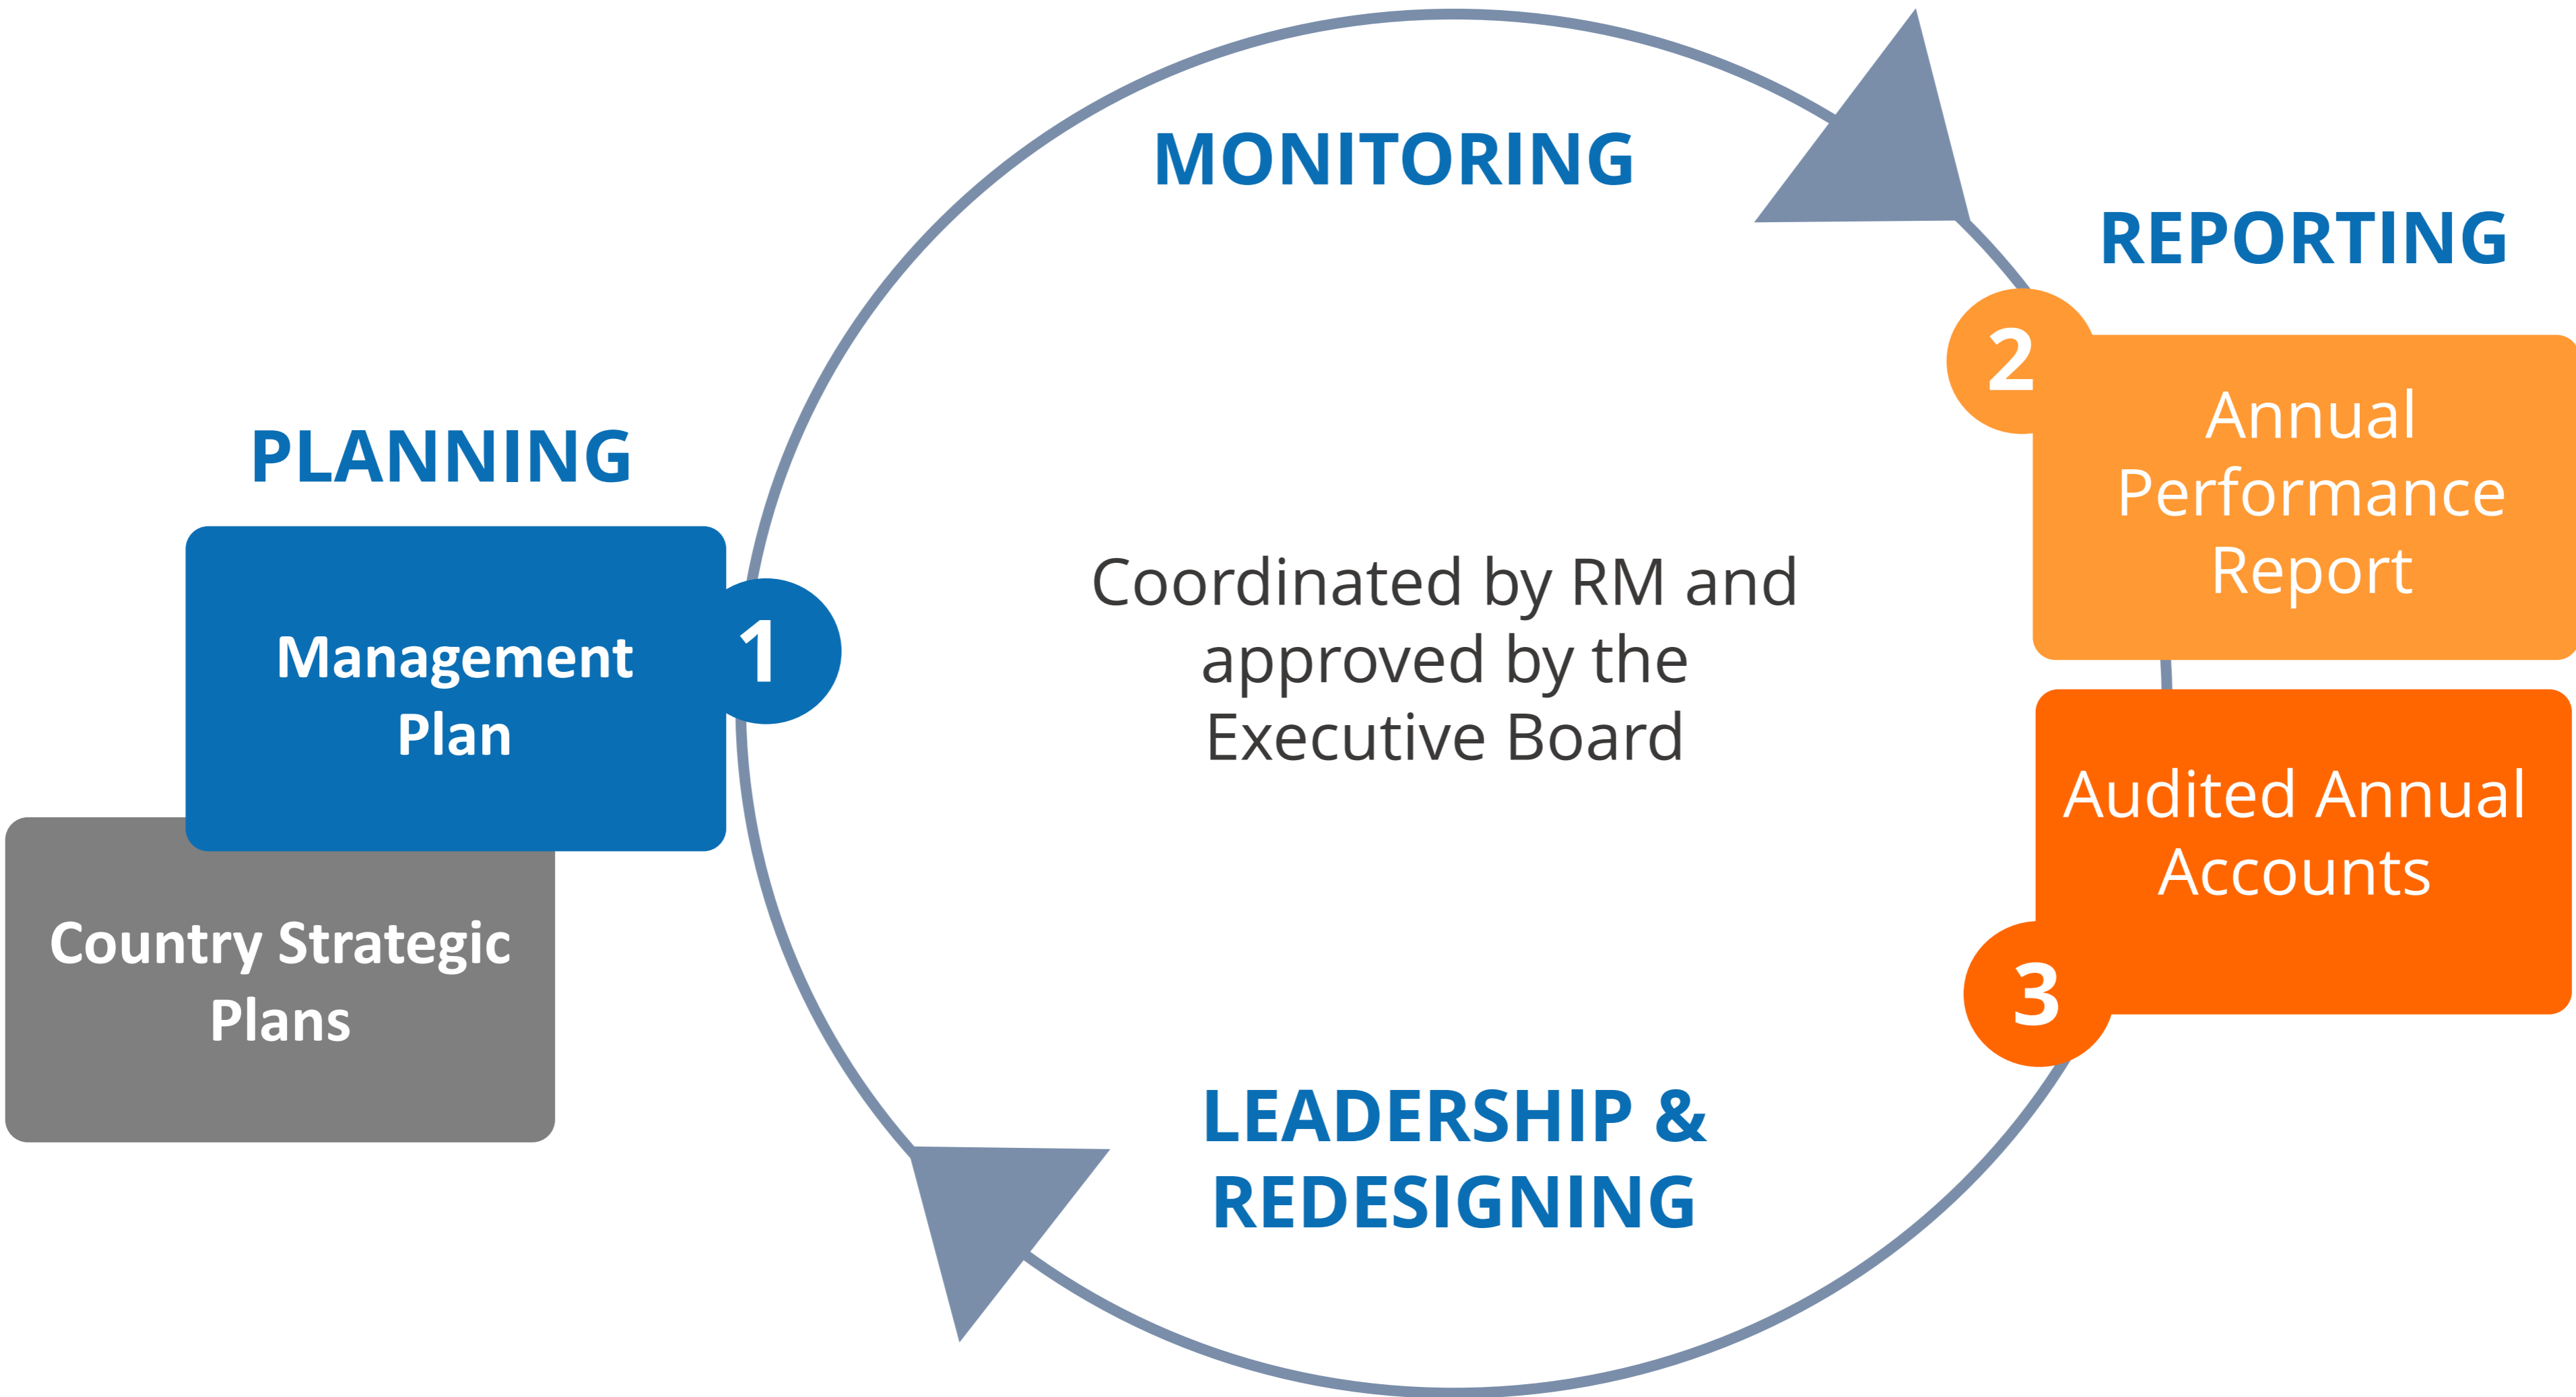 MONITORING
REPORTING
2
Annual
Performance
Report
PLANNING
Management
Plan
1
Coordinated by RM and
approved by the
Executive Board
Audited Annual
Accounts
3
Country Strategic
Plans
LEADERSHIP &
REDESIGNING